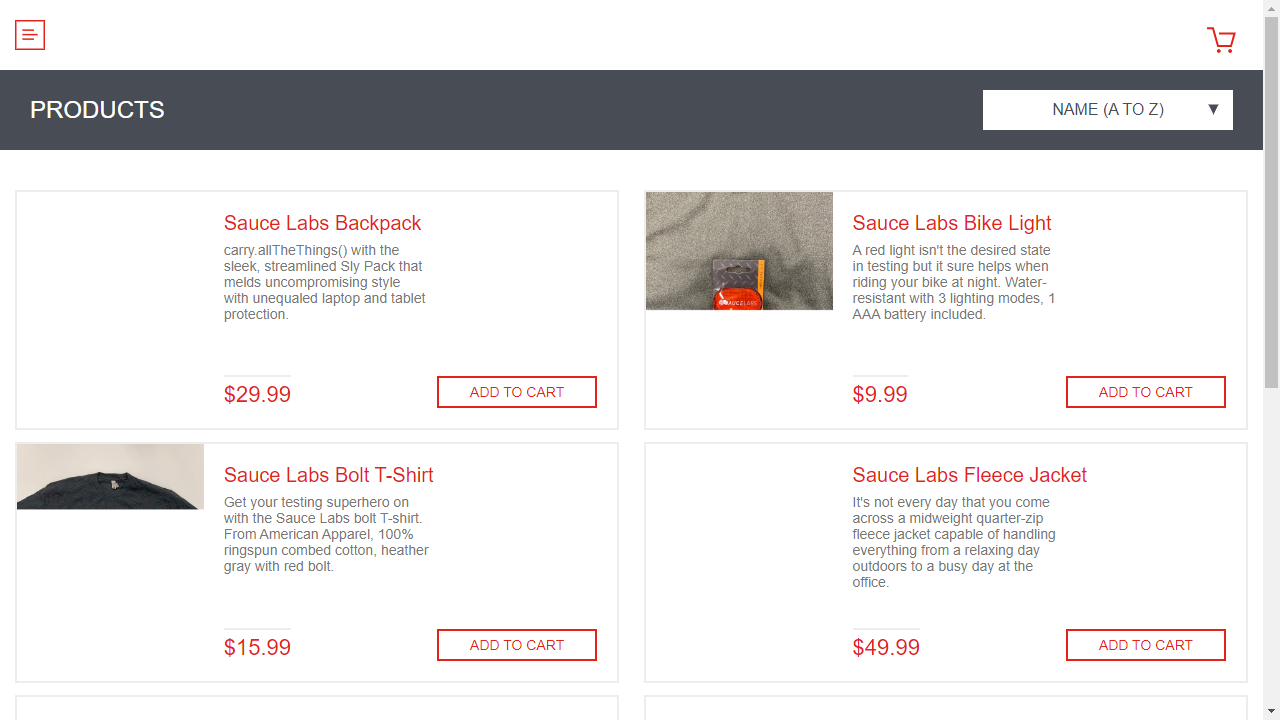 PRODUCTS
NAME (A TO Z) ▼
Sauce Labs Backpack
carry.allTheThings() with the
sleek, streamlined Sly Pack that
melds uncompromising style
with unequaled laptop and tablet
protection.
$29.99
ADD TO CART
SAUCELABS
Sauce Labs Bike Light
A red light isn't the desired state
in testing but it sure helps when
riding your bike at night. Water-
resistant with 3 lighting modes, 1
AAA battery included.
$9.99
ADD TO CART
Sauce Labs Bolt T-Shirt
Get your testing superhero on
with the Sauce Labs bolt T-shirt.
From American Apparel, 100%
ringspun combed cotton, heather
gray with red bolt.
$15.99
ADD TO CART
Sauce Labs Fleece Jacket
It's not every day that you come
across a midweight quarter-zip
fleece jacket capable of handling
everything from a relaxing day
outdoors to a busy day at the
office.
$49.99
ADD TO CART